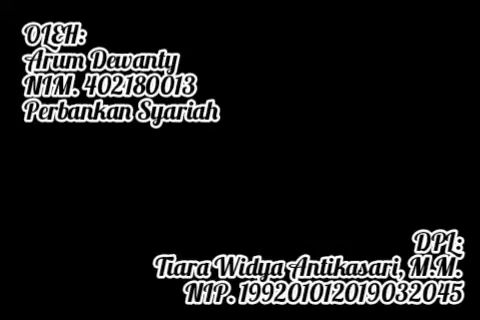 OLEH:
Arum Dewanty
NIM. 402180013
Perbankan Syariah
DPL:
Tiara Widya Antikasari, M.M.
NIP. 199201012019032045